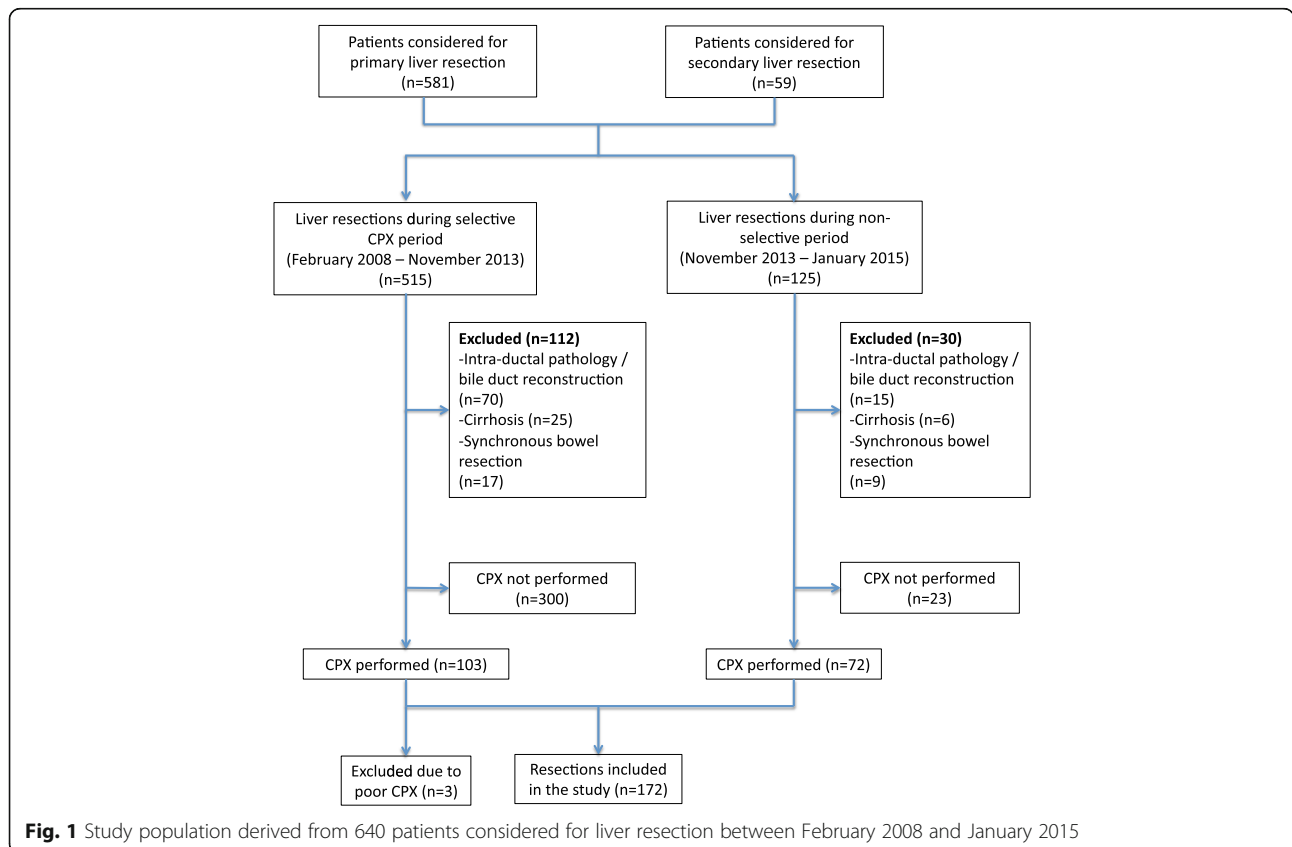 Patients considered for
primary liver resection
(n=581)
Patients considered for
secondary liver resection
(n=59)
Liver resections during selective
CPX period
(February 2008 – November 2013)
(n=515)
Liver resections during non-
selective period
(November 2013 – January 2015)
(n=125)
Excluded (n=112)
-Intra-ductal pathology /
bile duct reconstruction
(n=70)
-Cirrhosis (n=25)
-Synchronous bowel
resection
(n=17)
Excluded (n=30)
-Intra-ductal pathology /
bile duct reconstruction
(n=15)
-Cirrhosis (n=6)
-Synchronous bowel
resection
(n=9)
CPX not performed
(n=300)
CPX not performed
(n=23)
CPX performed (n=103)
CPX performed (n=72)
Excluded due to
poor CPX (n=3)
Resections included
in the study (n=172)
Fig. 1 Study population derived from 640 patients considered for liver resection between February 2008 and January 2015